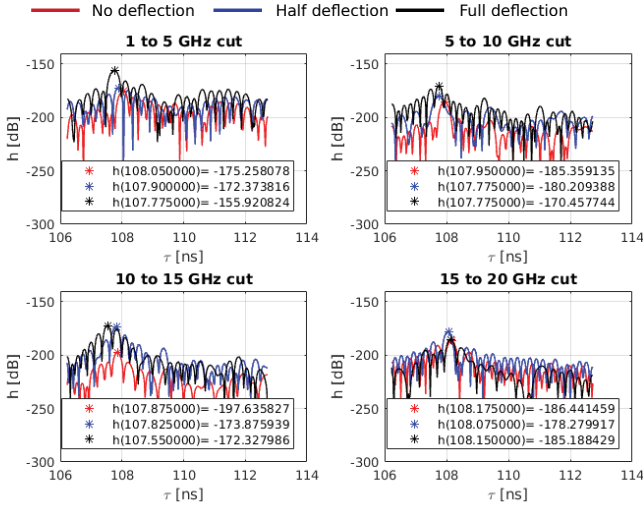 No deflection Half deflection Full deflection
1 to 5 GHz cut
-150
-200
-250
-300
h [dB]
h(108.050000)= -175.258078
h(107.900000)= -172.373816
h(107.775000)= -155.920824
106 108 110 112 114
τ [ns]
5 to 10 GHz cut
-150
-200
-250
-300
h [dB]
h(107.950000)= -185.359135
h(107.775000)= -180.209388
h(107.775000)= -170.457744
106 108 110 112 114
τ [ns]
10 to 15 GHz cut
-150
-200
-250
-300
h [dB]
h(107.875000)= -197.635827
h(107.825000)= -173.875939
h(107.550000)= -172.327986
106 108 110 112 114
τ [ns]
15 to 20 GHz cut
-150
-200
-250
-300
h [dB]
h(108.175000)= -186.441459
h(108.075000)= -178.279917
h(108.150000)= -185.188429
106 108 110 112 114
τ [ns]